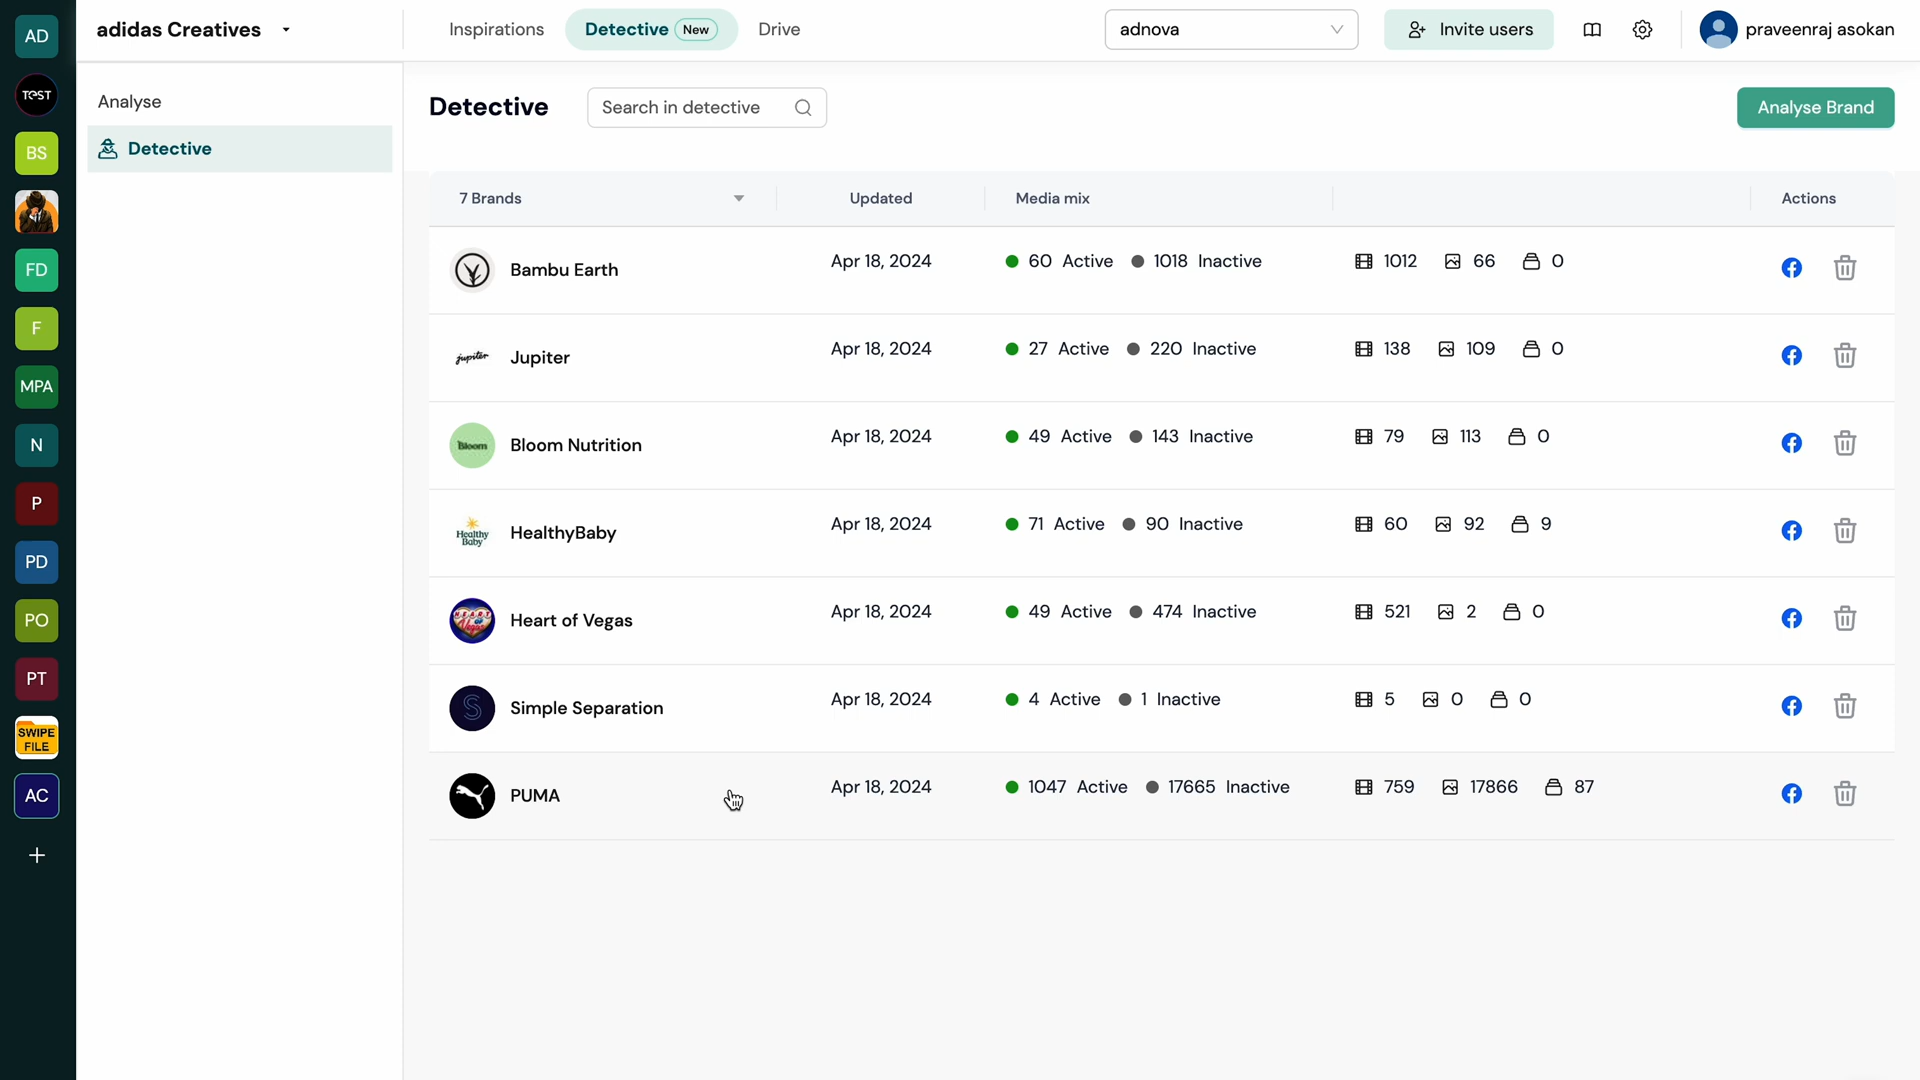 AD
TEST
BS
FD
F
MPA
N
P
PD
PO
PT
SWIPE
FILE
AC
adidas Creatives
Inspirations
Detective New
Drive
adnova
Invite users
praveenraj asokan
Analyse
Detective
Detective
Search in detective
Analyse Brand
7 Brands Updated Media mix Actions
Bambu Earth Apr 18, 2024 60 Active 1018 Inactive 1012 66 0
jupiter Jupiter Apr 18, 2024 27 Active 220 Inactive 138 109 0
Bloom Bloom Nutrition Apr 18, 2024 49 Active 143 Inactive 79 113 0
Healthy
Baby
HealthyBaby Apr 18, 2024 71 Active 90 Inactive 60 92 9
HEART
OF
Vegas
Heart of Vegas Apr 18, 2024 49 Active 474 Inactive 521 2 0
S Simple Separation Apr 18, 2024 4 Active 1 Inactive 5 0 0
PUMA Apr 18, 2024 1047 Active 17665 Inactive 759 17866 87